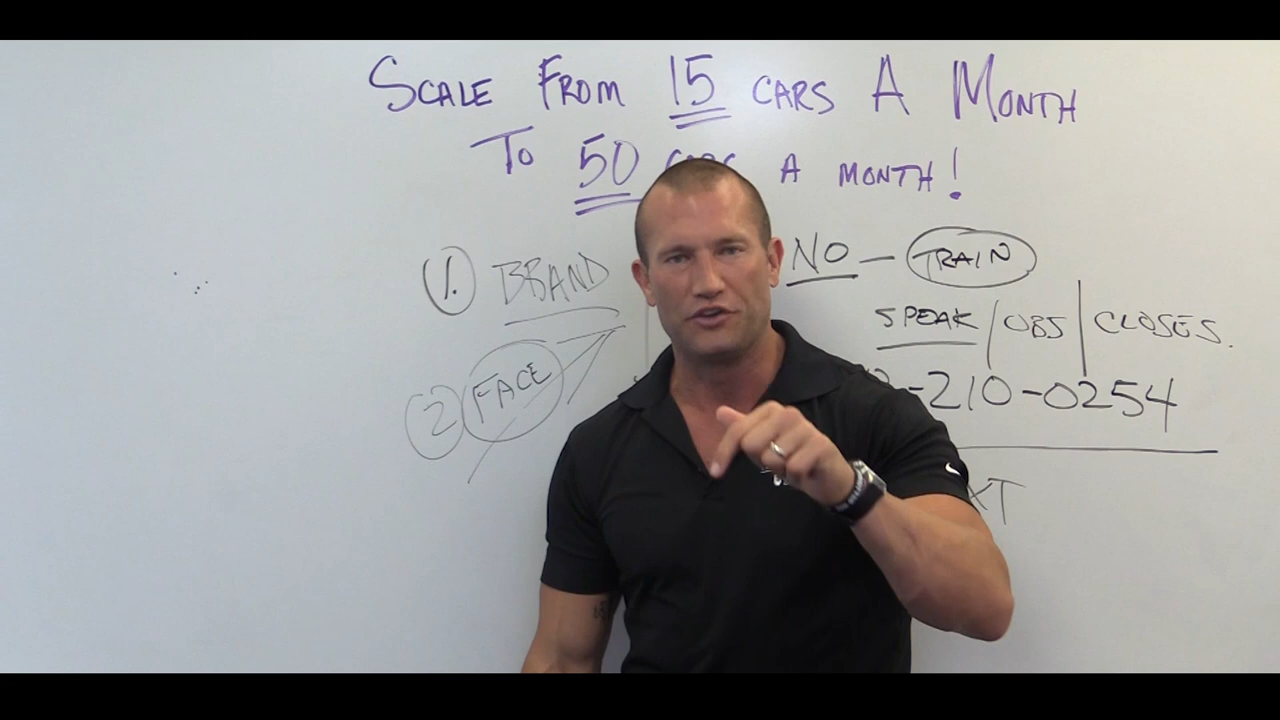 SCALE FROM 15 CARS A MONTH
TO 50 CARS A MONTH!
1. BRAND
NO - TRAIN
SPEAK / OBS | CLOSES.
2 FACE
-210-0254